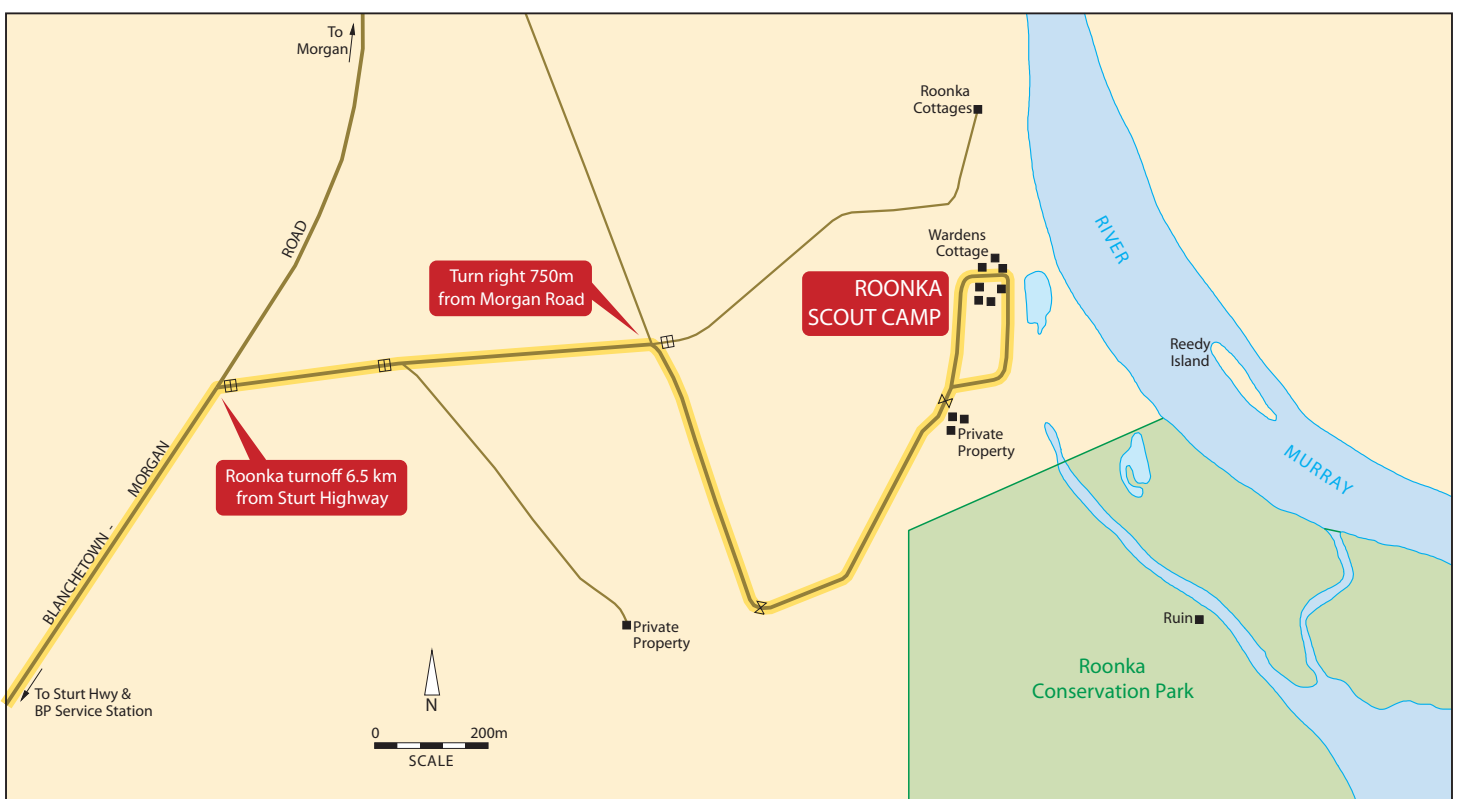 To
Morgan
Roonka
Cottages
ROAD
RIVER
Wardens
Cottage
Turn right 750m
from Morgan Road
ROONKA
SCOUT CAMP
Reedy
Island
Private
Property
MORGAN
MURRAY
Roonka turnoff 6.5 km
from Sturt Highway
BLANCHETOWN -
Ruin
Private
Property
Roonka
Conservation Park
To Sturt Hwy &
BP Service Station
N
0 200m
SCALE